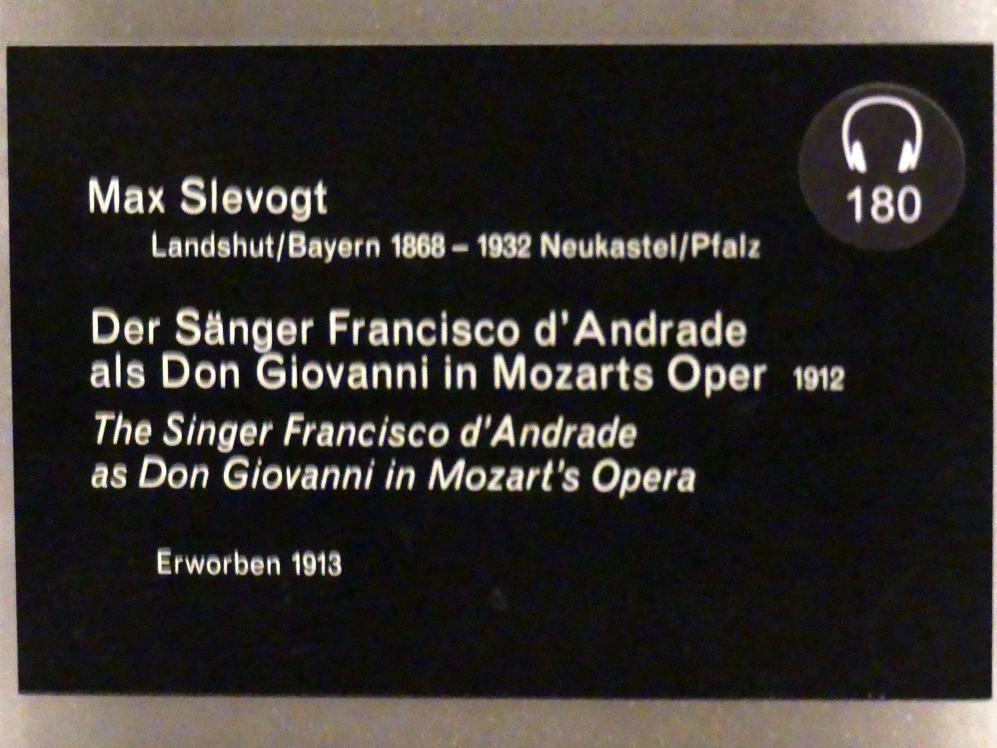 180
Max Slevogt
Landshut/Bayern 1868 – 1932 Neukastel/Pfalz
Der Sänger Francisco d'Andrade
als Don Giovanni in Mozarts Oper 1912
The Singer Francisco d'Andrade
as Don Giovanni in Mozart's Opera
Erworben 1913